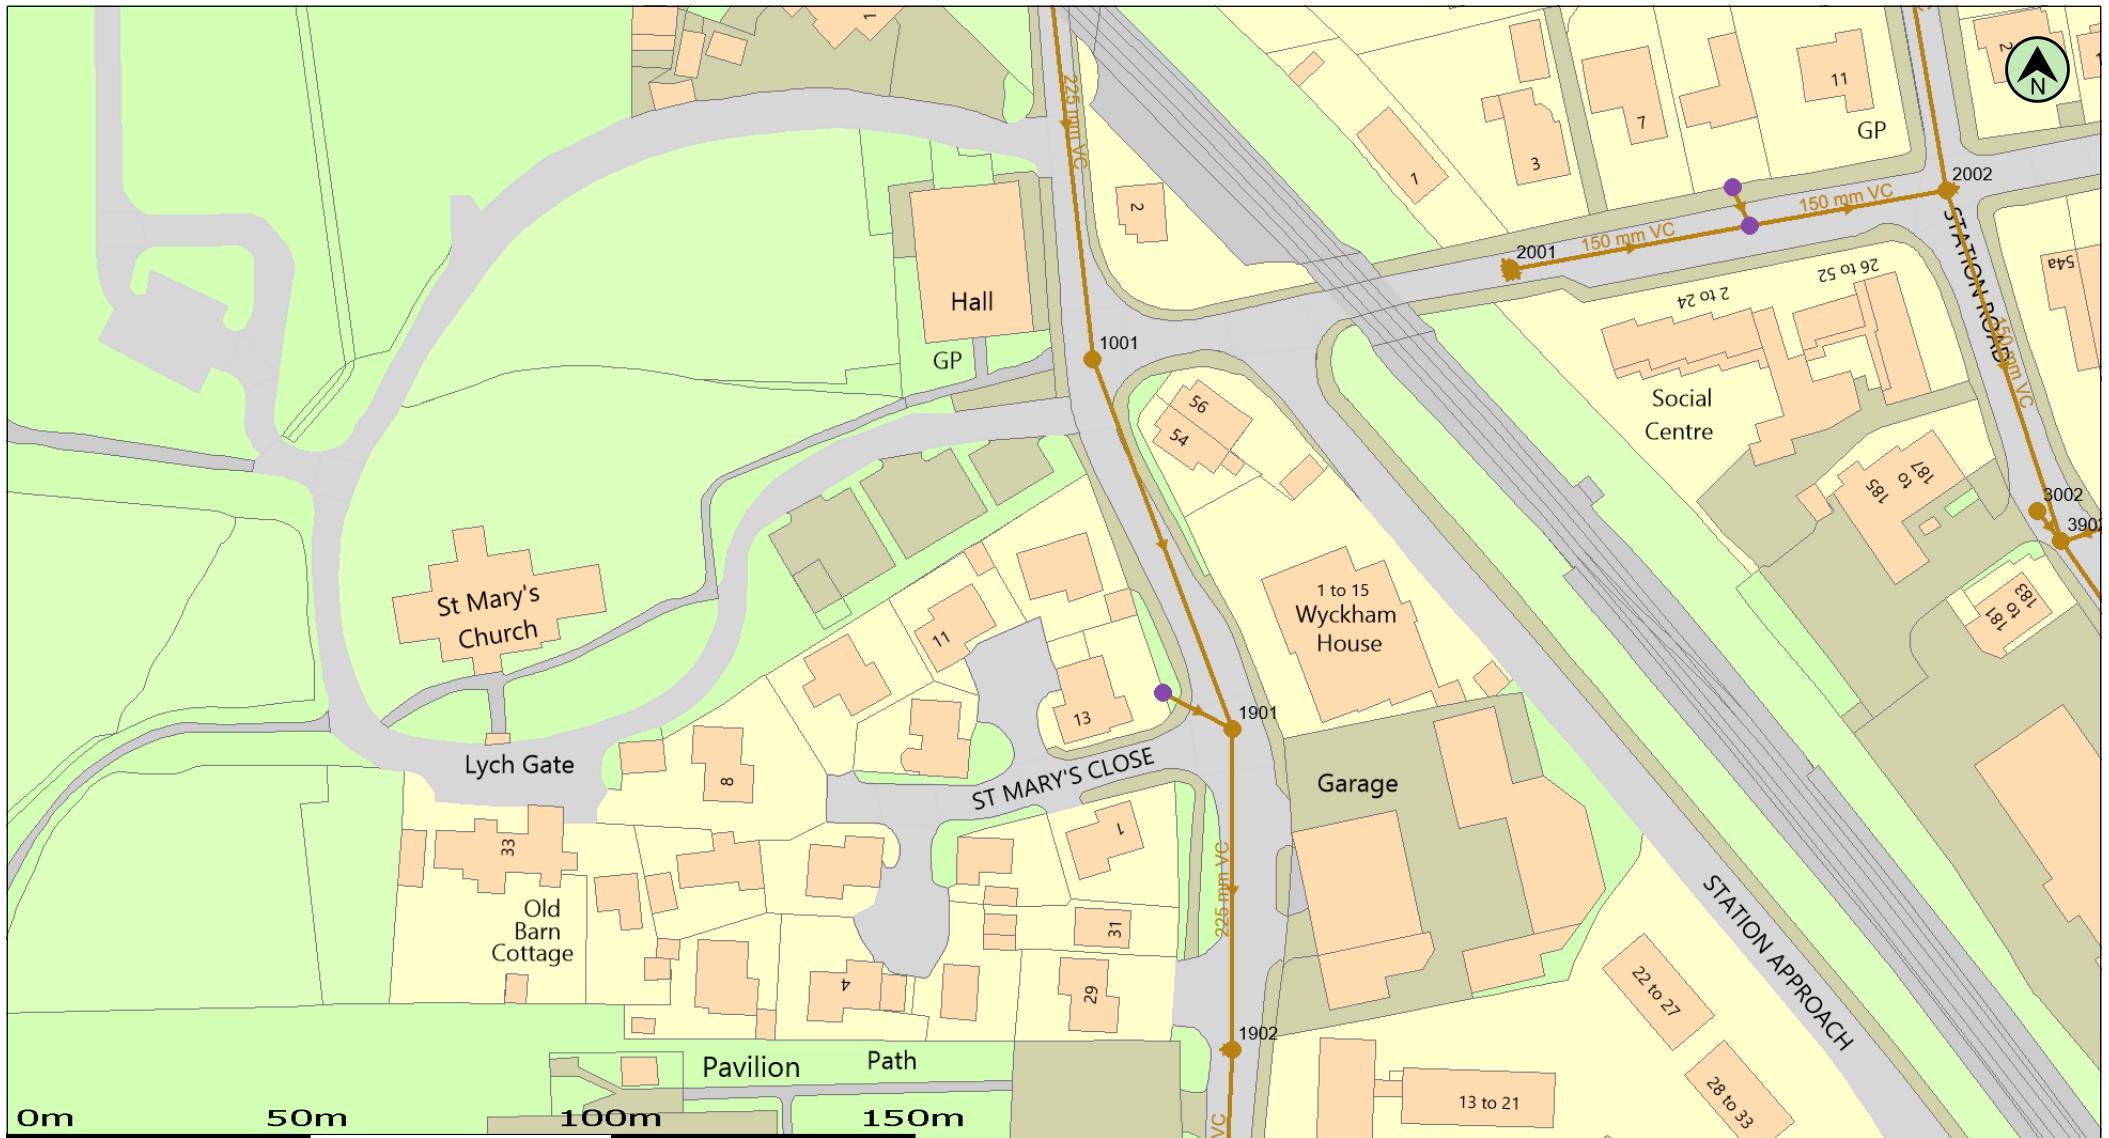 1
2
N
11
GP
7
3
1
225 mm VC
2
2002
150 mm VC
150 mm VC
2001
STATION ROAD
54a
26 to 52
2 to 24
Hall
GP
1001
150 mm VC
56
54
Social
Centre
187
to
185
3002
3902
183
to
181
St Mary's
Church
1 to 15
Wyckham
House
11
13
1901
Lych Gate
8
ST MARY'S CLOSE
Garage
1
33
225 mm VC
STATION APPROACH
Old
Barn
Cottage
31
4
29
22 to 27
1902
Pavilion
Path
13 to 21
28 to 33
VC
0m
50m
100m
150m